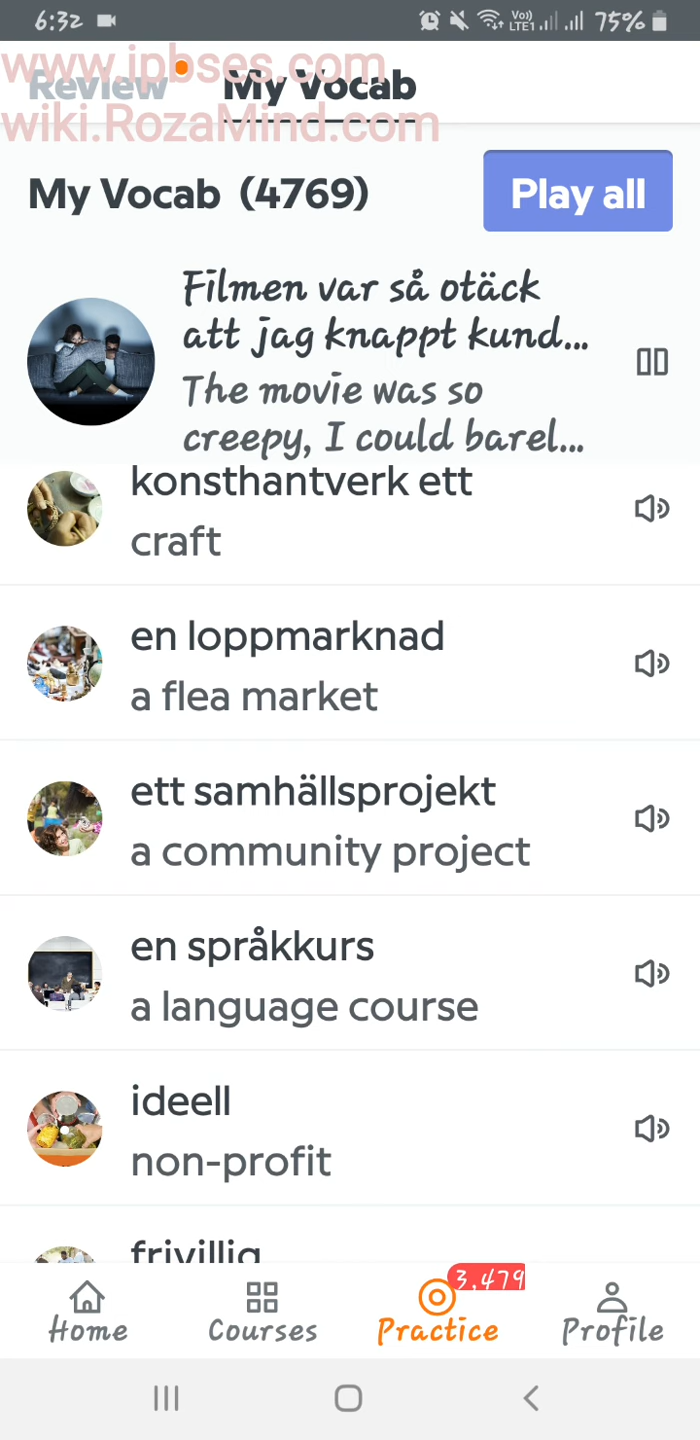 6:32
Vo))
LTE1
75%
www.ipbses.com
Review
My Vocab
wiki.RozaMind.com
My Vocab (4769)
Play all
Filmen var så otäck
att jag knappt kund...
The movie was so
creepy, I could barel...
konsthantverk ett
craft
en loppmarknad
a flea market
ett samhällsprojekt
a community project
en språkkurs
a language course
ideell
non-profit
frivillig
3,479
Home
Courses
Practice
Profile